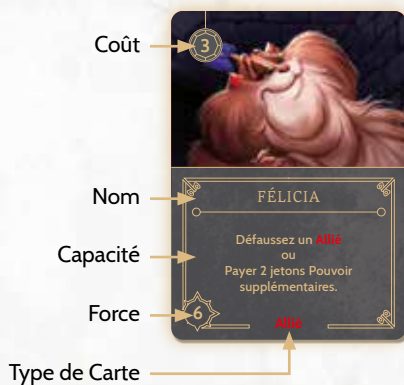 Coût
3
Nom
FÉLICIA
Capacité
Défaussez un Allié
ou
Payer 2 jetons Pouvoir
supplémentaires.
Force
6
Allié
Type de Carte